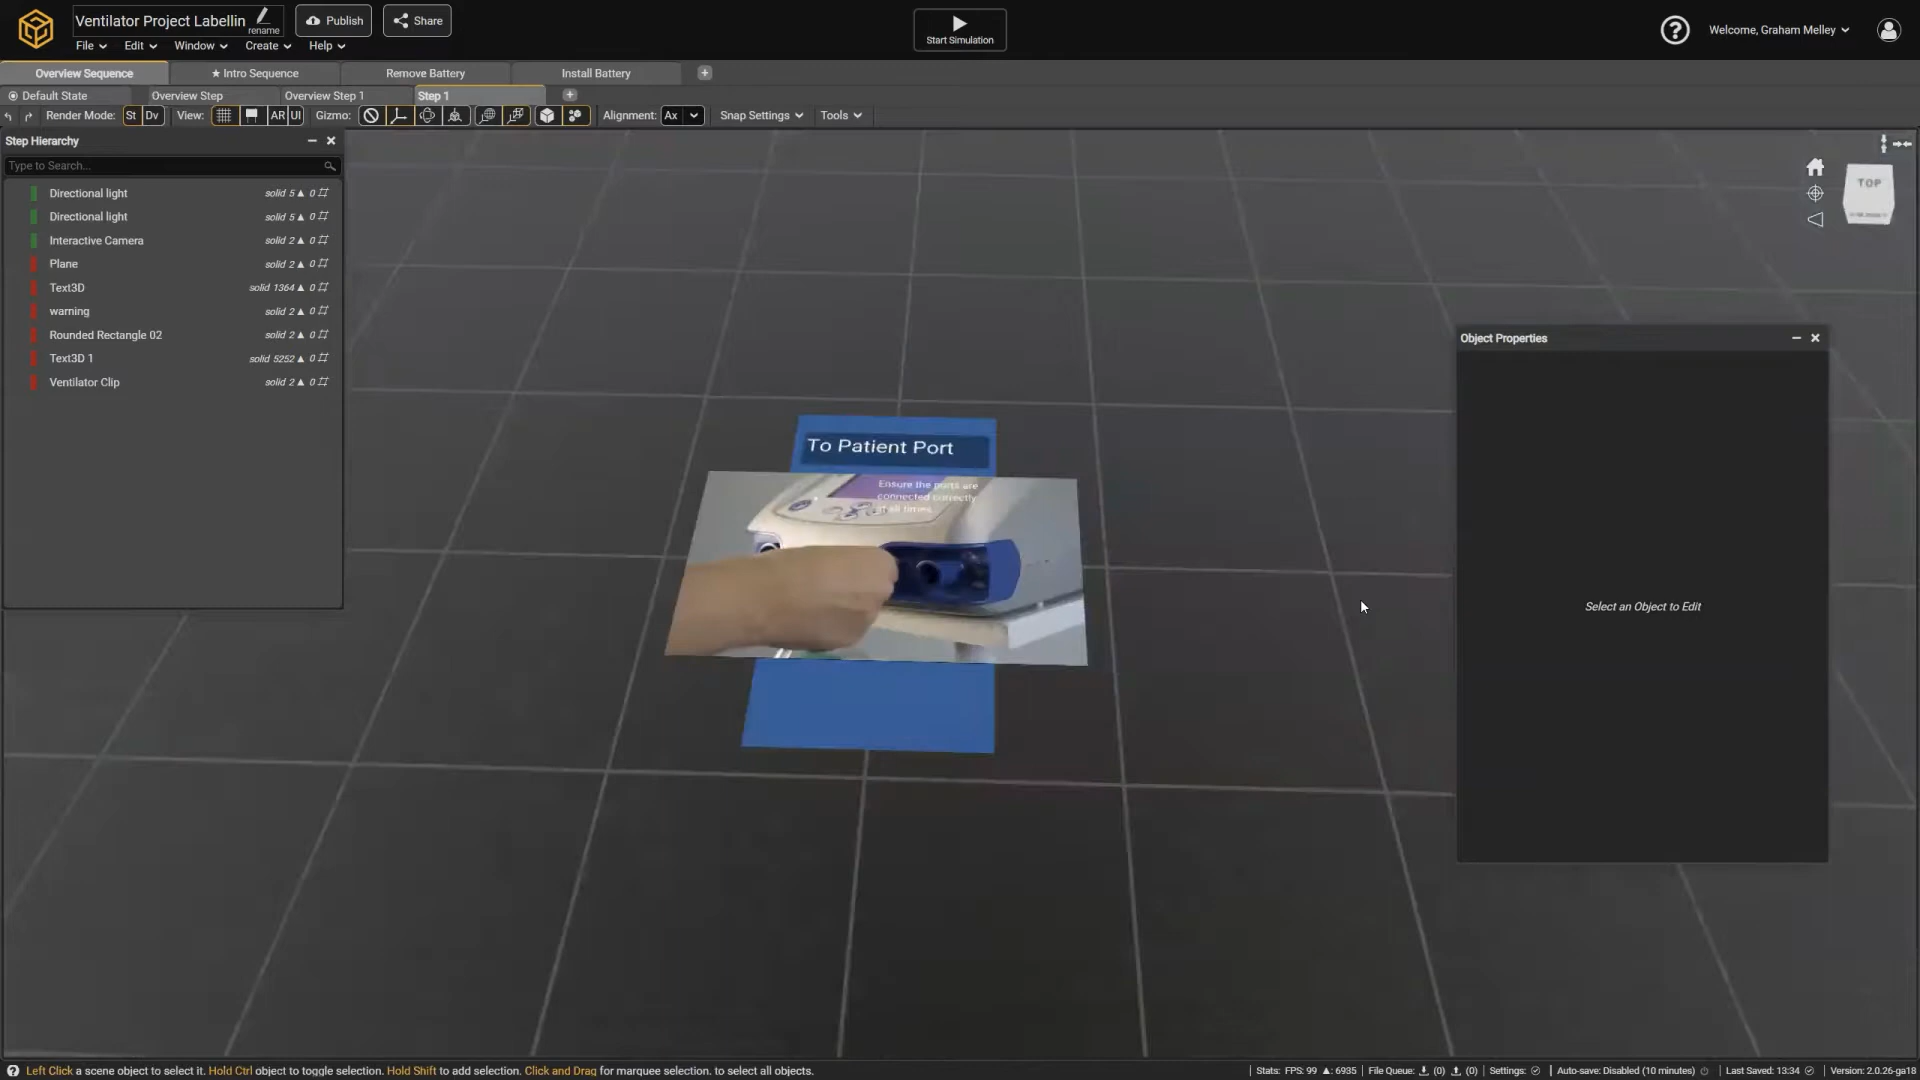 Ventilator Project Labellin
rename
Publish
Share
File Edit Window Create Help
Start Simulation
Welcome, Graham Melley
Overview Sequence ★ Intro Sequence Remove Battery Install Battery +
Default State Overview Step Overview Step 1 Step 1 +
Render Mode: St Dv View: AR UI Gizmo: Alignment: Ax Snap Settings Tools
Step Hierarchy
Type to Search...
Directional light solid 5 ▲ 0
Directional light solid 5 ▲ 0
Interactive Camera solid 2 ▲ 0
Plane solid 2 ▲ 0
Text3D solid 1364 ▲ 0
warning solid 2 ▲ 0
Rounded Rectangle 02 solid 2 ▲ 0
Text3D 1 solid 5252 ▲ 0
Ventilator Clip solid 2 ▲ 0
TOP
To Patient Port
Ensure the ports are
connected correctly
at all times.
Object Properties
Select an Object to Edit
Left Click a scene object to select it. Hold Ctrl object to toggle selection. Hold Shift to add selection. Click and Drag for marquee selection. to select all objects.
Stats: FPS: 99 ▲: 6935 File Queue: (0) (0) Settings: Auto-save: Disabled (10 minutes) Last Saved: 13:34 Version: 2.0.26-ga18